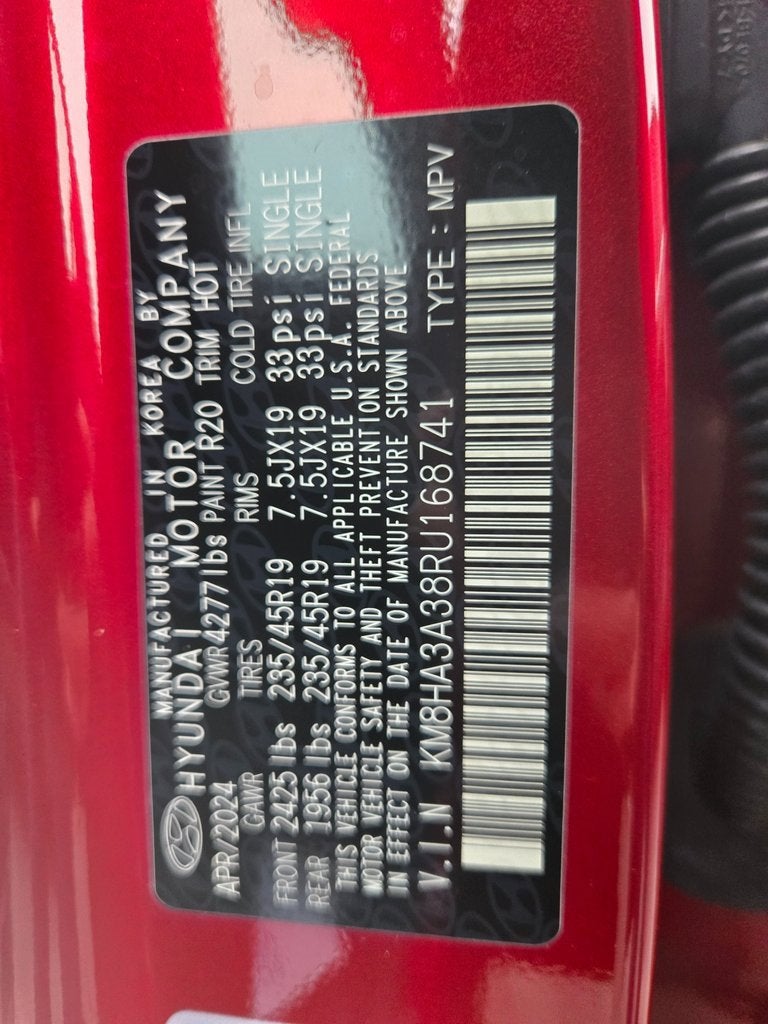 MANUFACTURED IN KOREA BY
HYUNDAI MOTOR COMPANY
APR/2024 GVWR 4277 lbs PAINT R20 TRIM HOT
GAWR TIRES RIMS COLD TIRE INFL
FRONT 2425 lbs 235/45R19 7.5JX19 33psi SINGLE
REAR 1956 lbs 235/45R19 7.5JX19 33psi SINGLE
THIS VEHICLE CONFORMS TO ALL APPLICABLE U.S.A. FEDERAL
MOTOR VEHICLE SAFETY AND THEFT PREVENTION STANDARDS
IN EFFECT ON THE DATE OF MANUFACTURE SHOWN ABOVE
V.I.N KM8HA3A38RU168741 TYPE : MPV